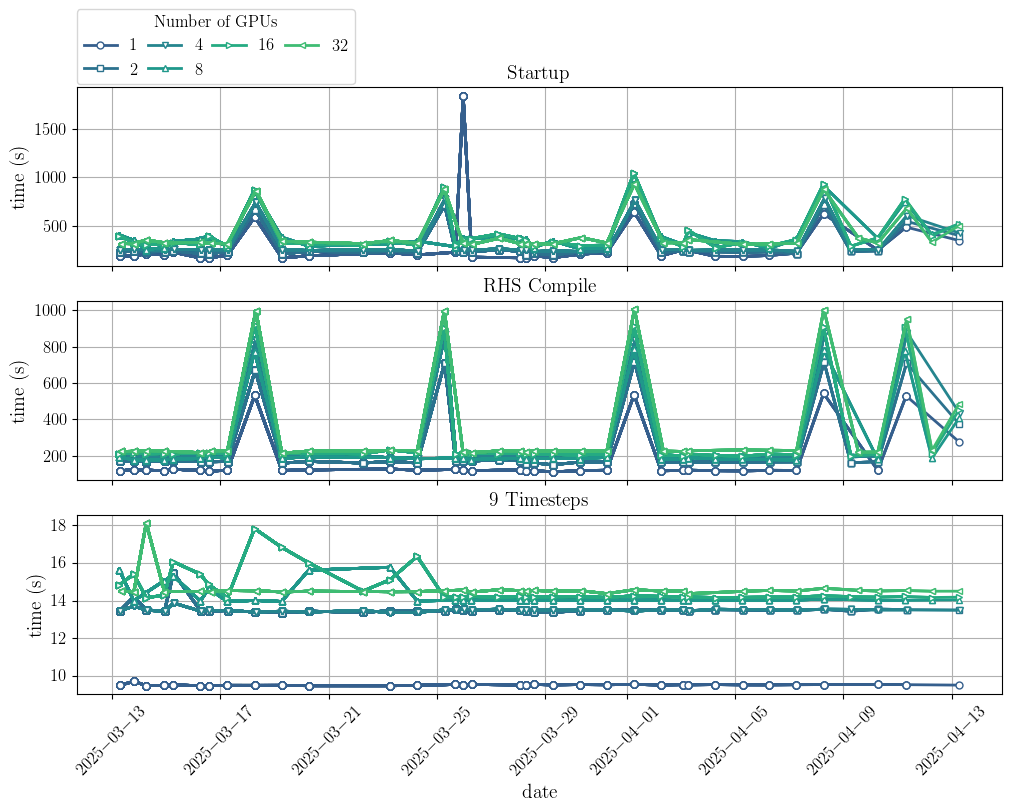 Number of GPUs
1 4 16 32
2 8
Startup
time (s)
1500
1000
500
RHS Compile
time (s)
1000
800
600
400
200
9 Timesteps
time (s)
18
16
14
12
10
2025−03−13 2025−03−17 2025−03−21 2025−03−25 2025−03−29 2025−04−01 2025−04−05 2025−04−09 2025−04−13
date